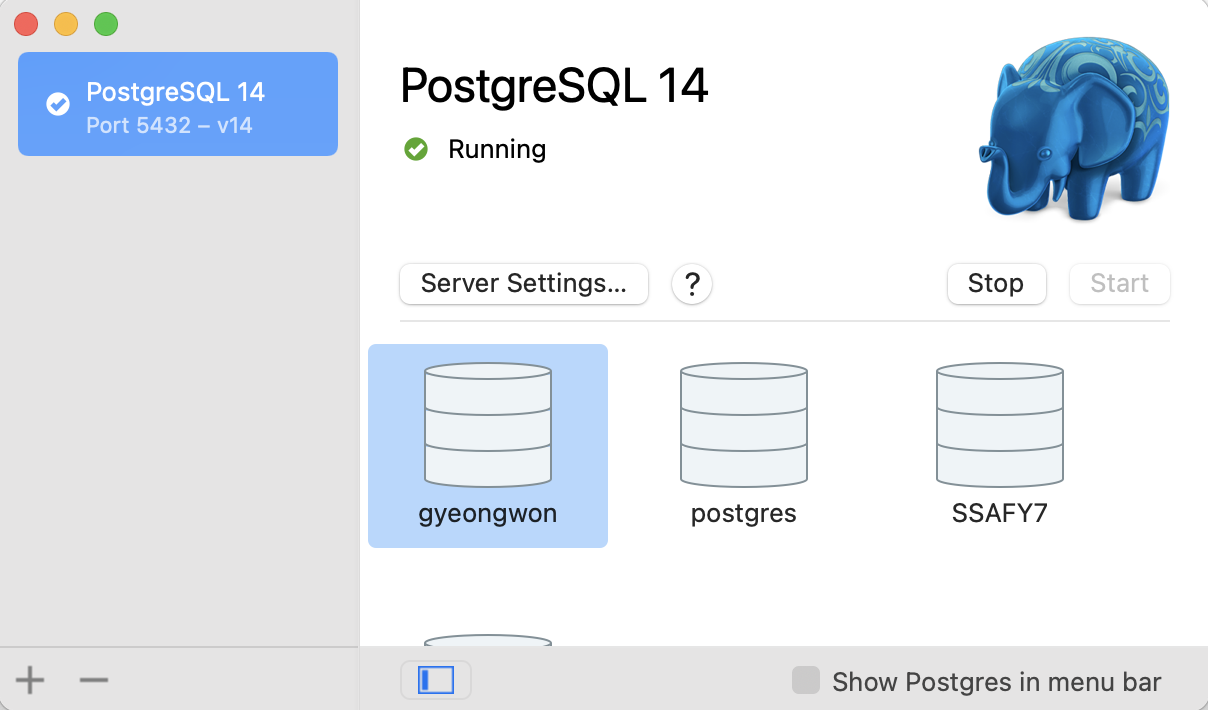 PostgreSQL 14
Port 5432 – v14
PostgreSQL 14
Running
Server Settings...
?
Stop
Start
gyeongwon
postgres
SSAFY7
Show Postgres in menu bar